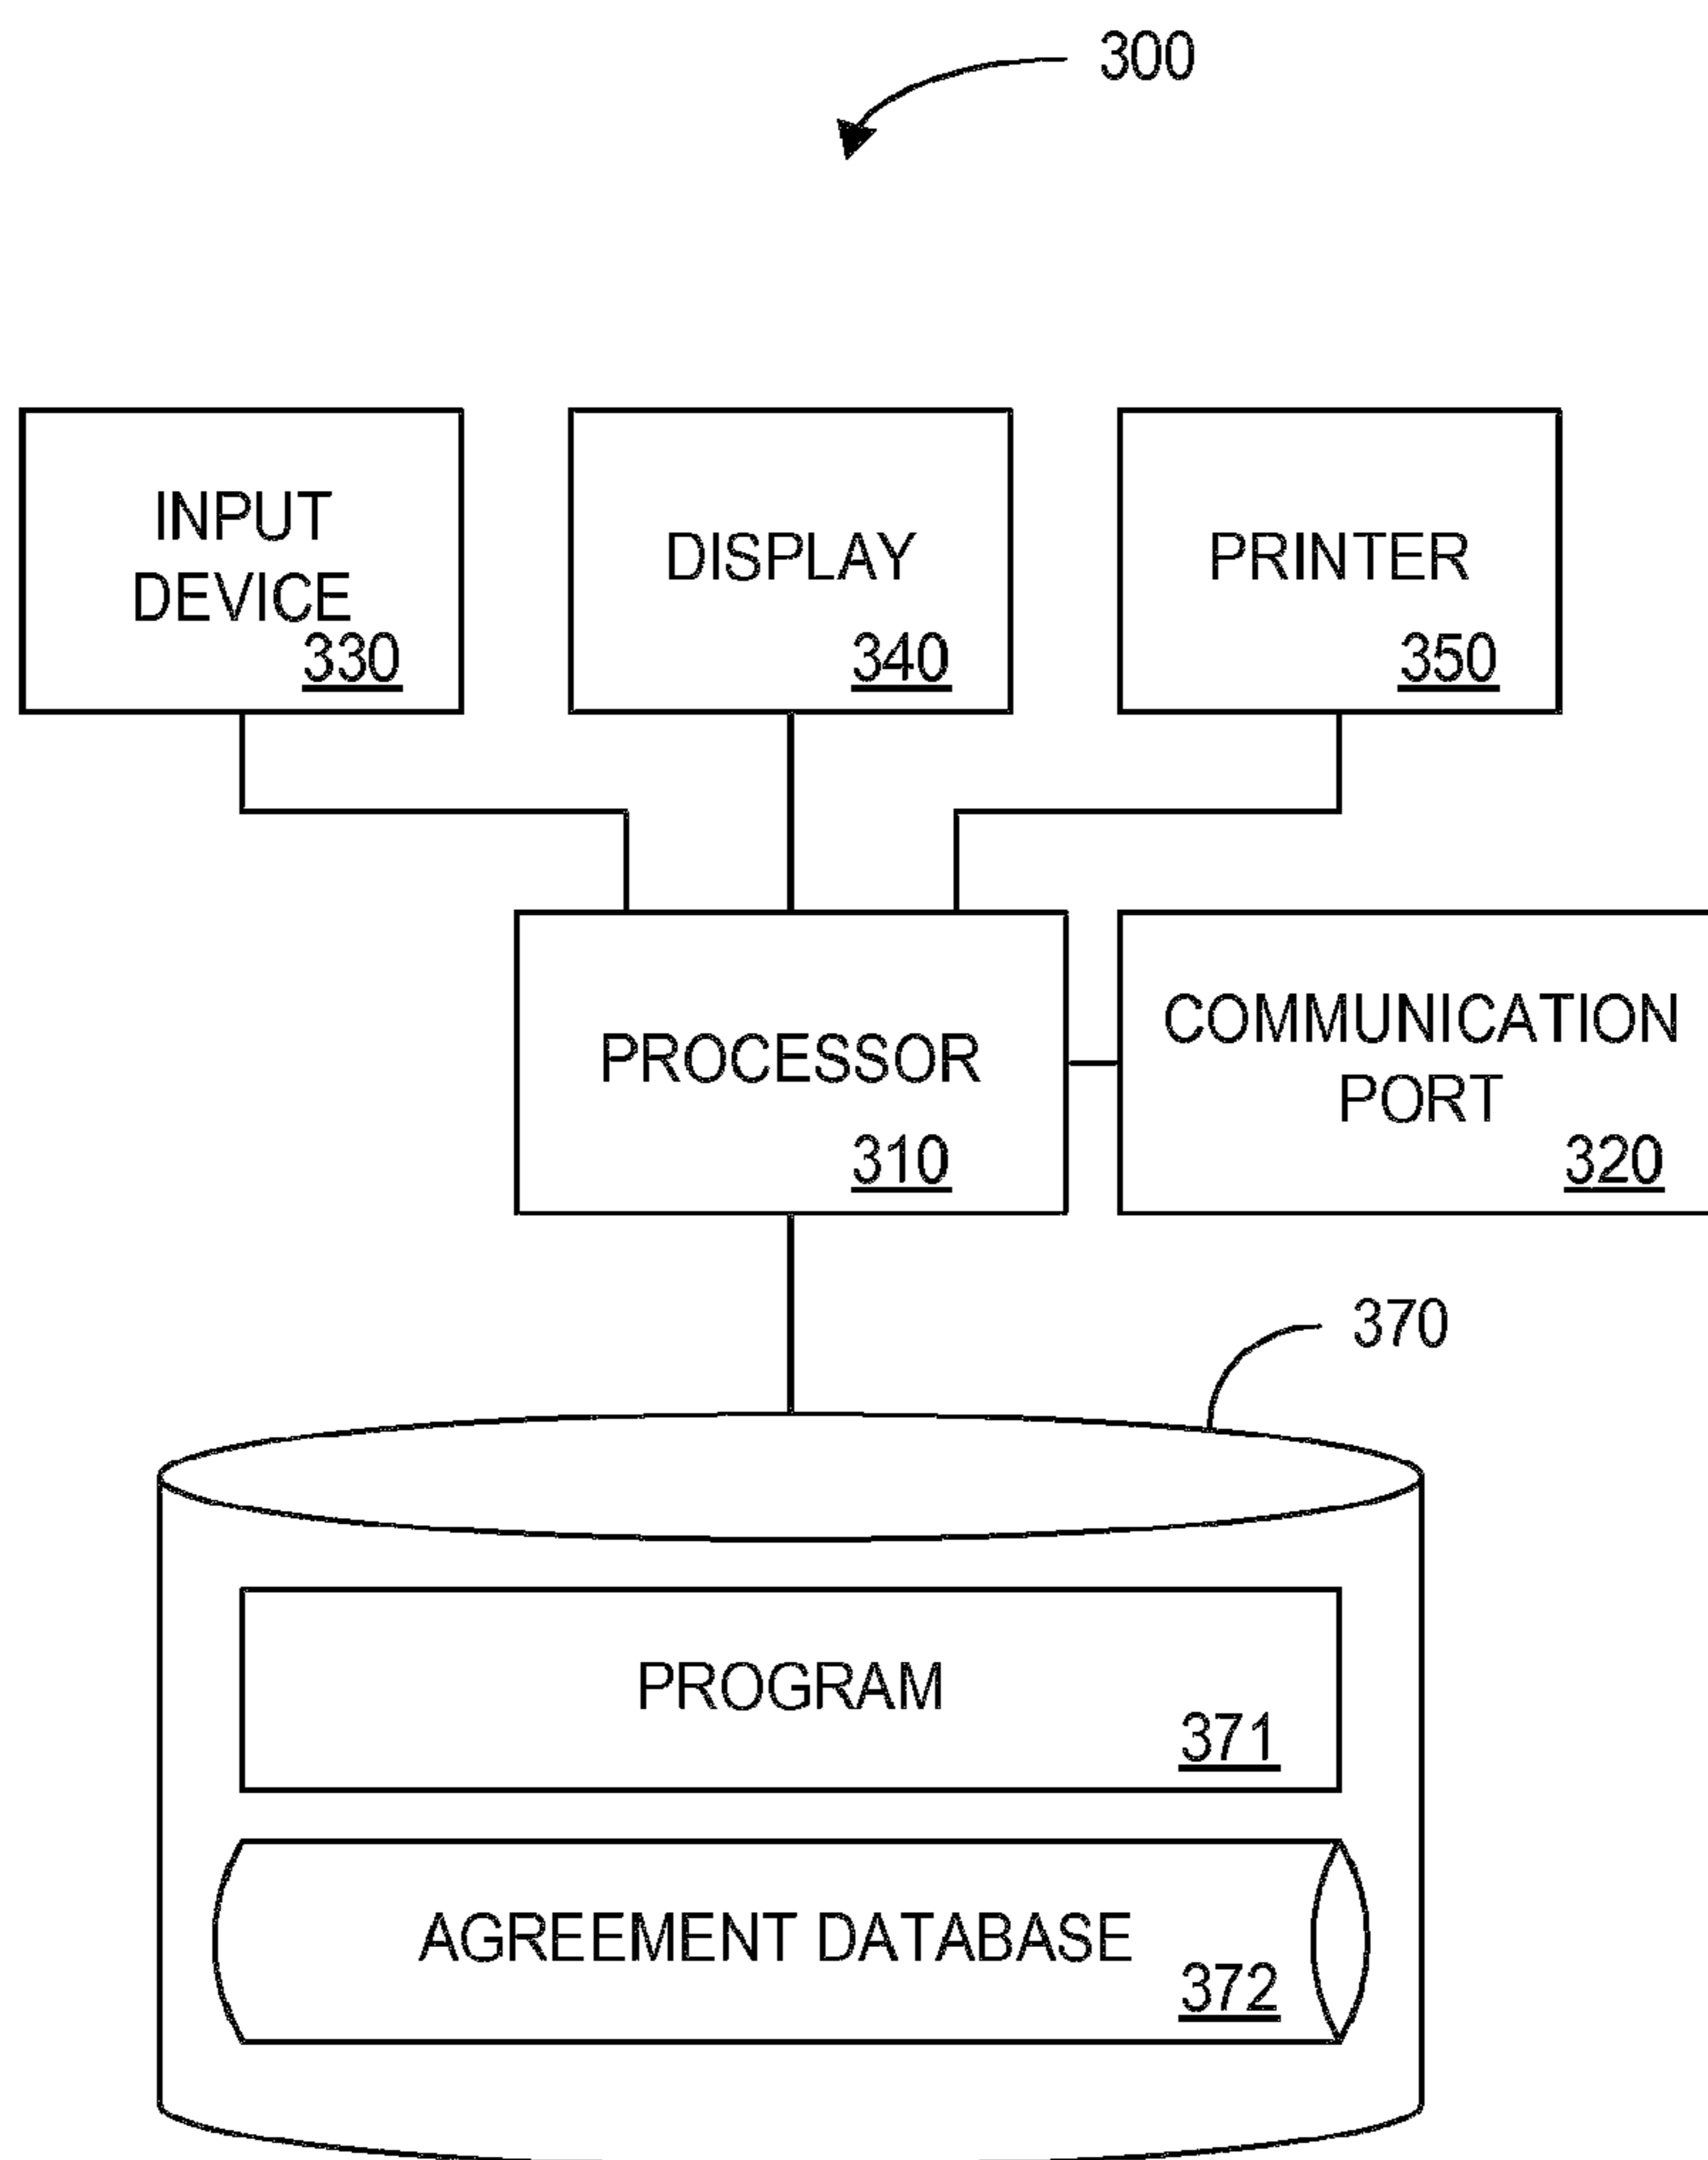 300
INPUT
DEVICE
330
DISPLAY
340
PRINTER
350
PROCESSOR
310
COMMUNICATION
PORT
320
370
PROGRAM
371
AGREEMENT DATABASE
372